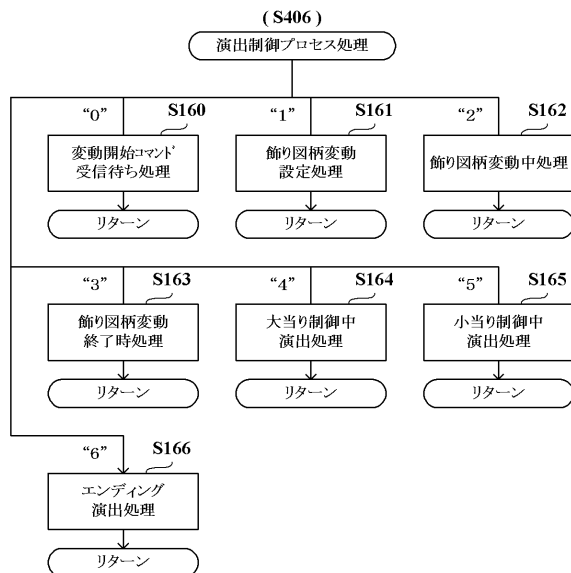 ( S406 )
演出制御プロセス処理
“0”
S160
変動開始ｺﾏﾝﾄﾞ
受信待ち処理
リターン
“1”
S161
飾り図柄変動
設定処理
リターン
“2”
S162
飾り図柄変動中処理
リターン
“3”
S163
飾り図柄変動
終了時処理
リターン
“4”
S164
大当り制御中
演出処理
リターン
“5”
S165
小当り制御中
演出処理
リターン
“6”
S166
エンディング
演出処理
リターン